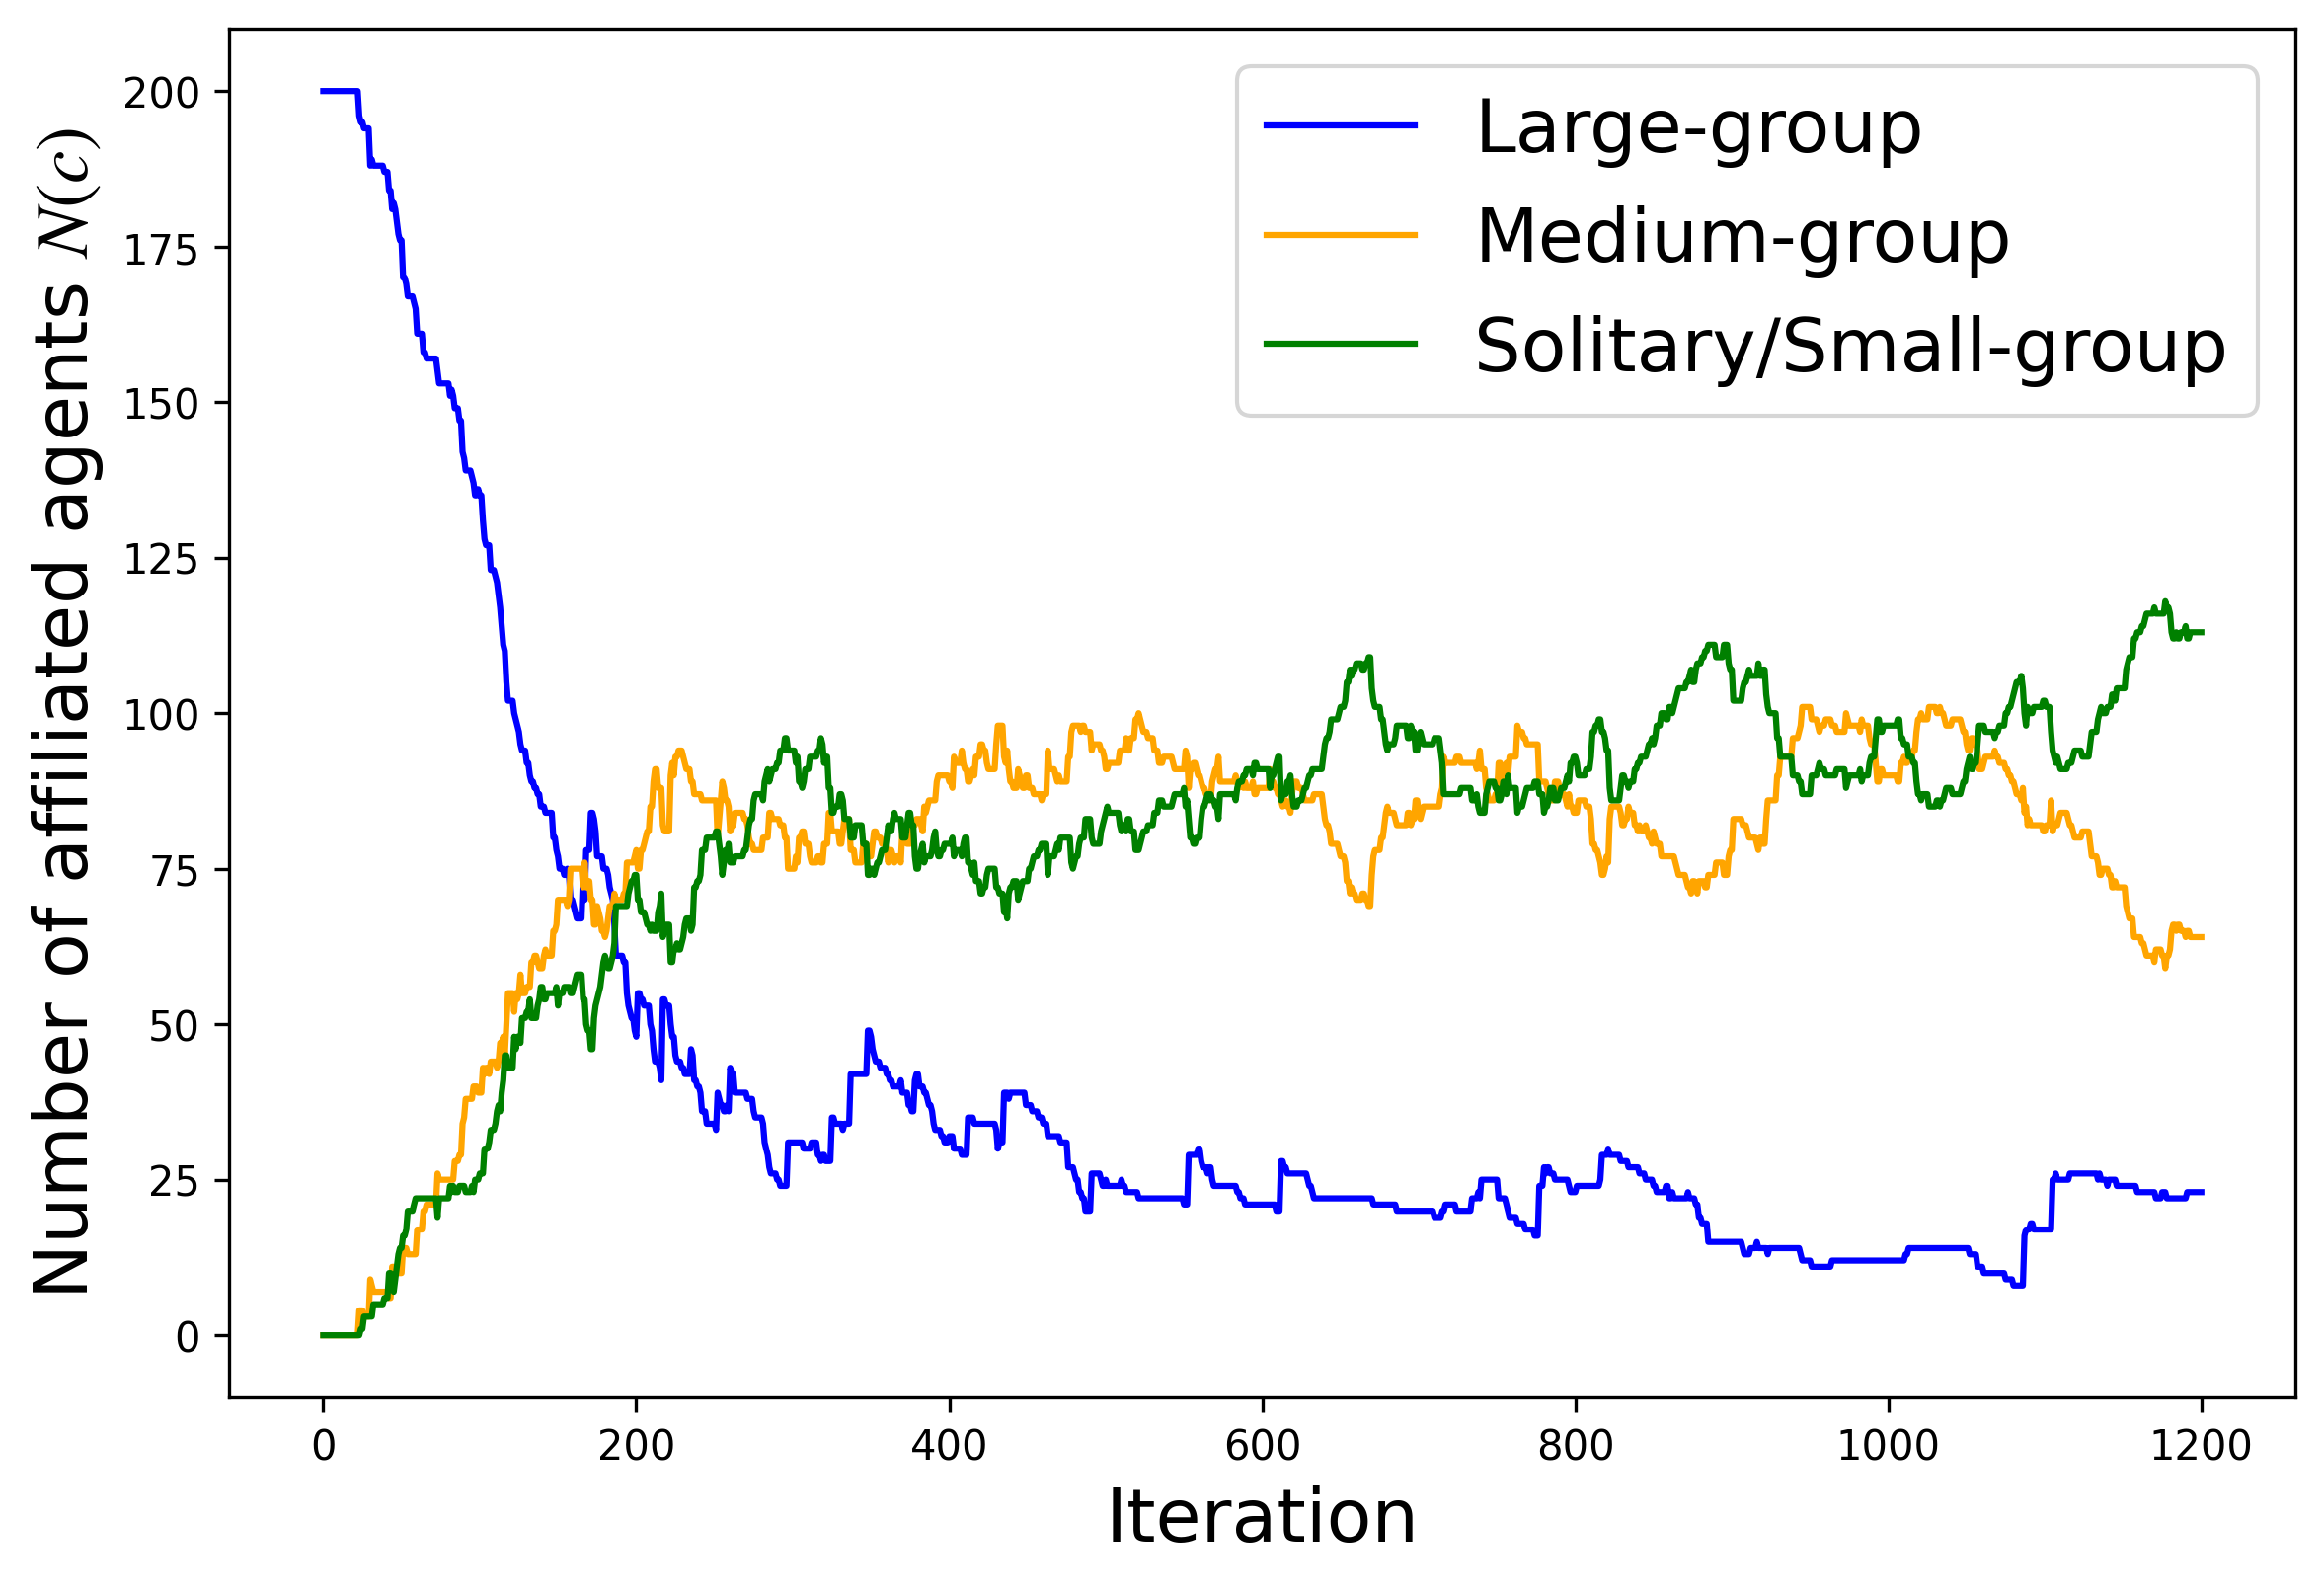 Number of affiliated agents N(c)
200
175
150
125
100
75
50
25
0
Large-group
Medium-group
Solitary/Small-group
0 200 400 600 800 1000 1200
Iteration